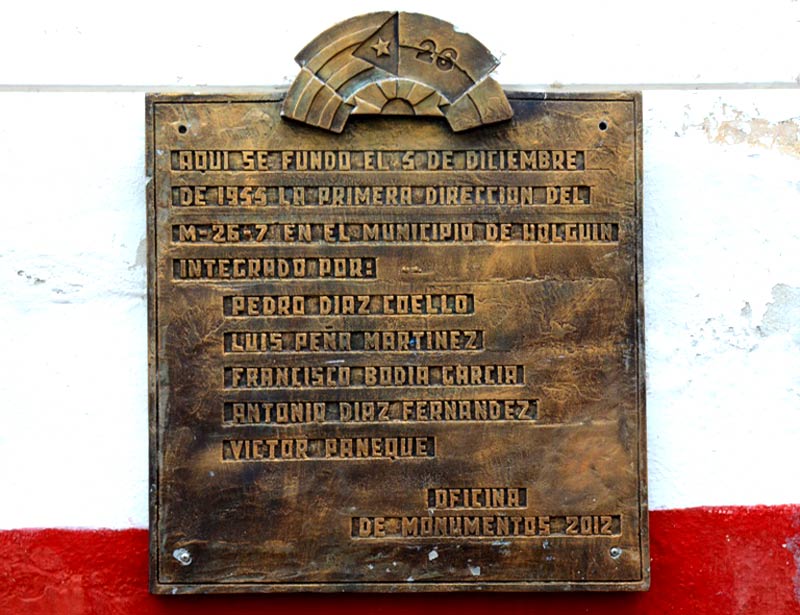 26
AQUI SE FUNDO EL 5 DE DICIEMBRE
DE 1955 LA PRIMERA DIRECCION DEL
M-26-7 EN EL MUNICIPIO DE HOLGUIN
INTEGRADO POR:
PEDRO DIAZ COELLO
LUIS PEÑA MARTINEZ
FRANCISCO BODIA GARCIA
ANTONIO DIAZ FERNANDEZ
VICTOR PANEQUE
OFICINA
DE MONUMENTOS 2012